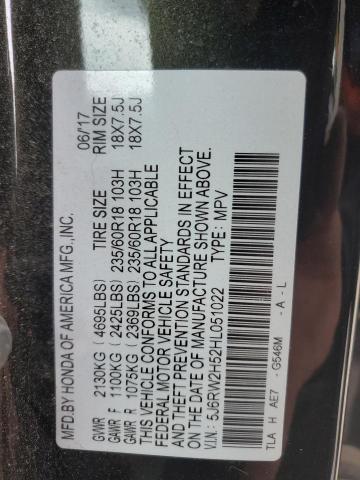 MFD.BY HONDA OF AMERICA MFG.,INC. 06/'17
GVWR 2130KG (4695LBS) TIRE SIZE RIM SIZE
GAWR F 1100KG (2425LBS) 235/60R18 103H 18X7.5J
GAWR R 1075KG (2369LBS) 235/60R18 103H 18X7.5J
THIS VEHICLE CONFORMS TO ALL APPLICABLE
FEDERAL MOTOR VEHICLE SAFETY
AND THEFT PREVENTION STANDARDS IN EFFECT
ON THE DATE OF MANUFACTURE SHOWN ABOVE.
V.I.N.: 5J6RW2H52HL051022 TYPE: MPV
TLA H AE7 - G546M - A - L